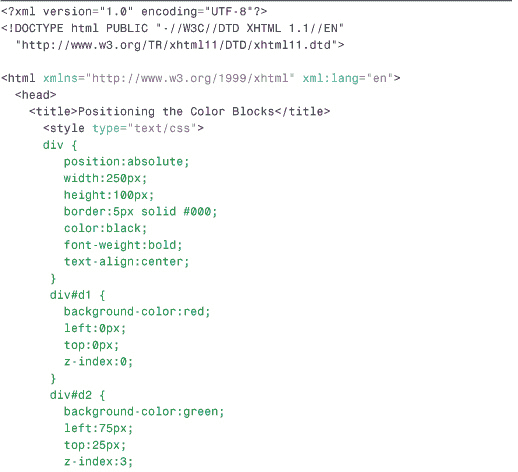 <?xml version="1.0" encoding="UTF-8"?>
<!DOCTYPE html PUBLIC "-//W3C//DTD XHTML 1.1//EN"
"http://www.w3.org/TR/xhtml11/DTD/xhtml11.dtd">
<html xmlns="http://www.w3.org/1999/xhtml" xml:lang="en">
<head>
<title>Positioning the Color Blocks</title>
<style type="text/css">
div {
position:absolute;
width:250px;
height:100px;
border:5px solid #000;
color:black;
font-weight:bold;
text-align:center;
}
div#d1 {
background-color:red;
left:0px;
top:0px;
z-index:0;
}
div#d2 {
background-color:green;
left:75px;
top:25px;
z-index:3;